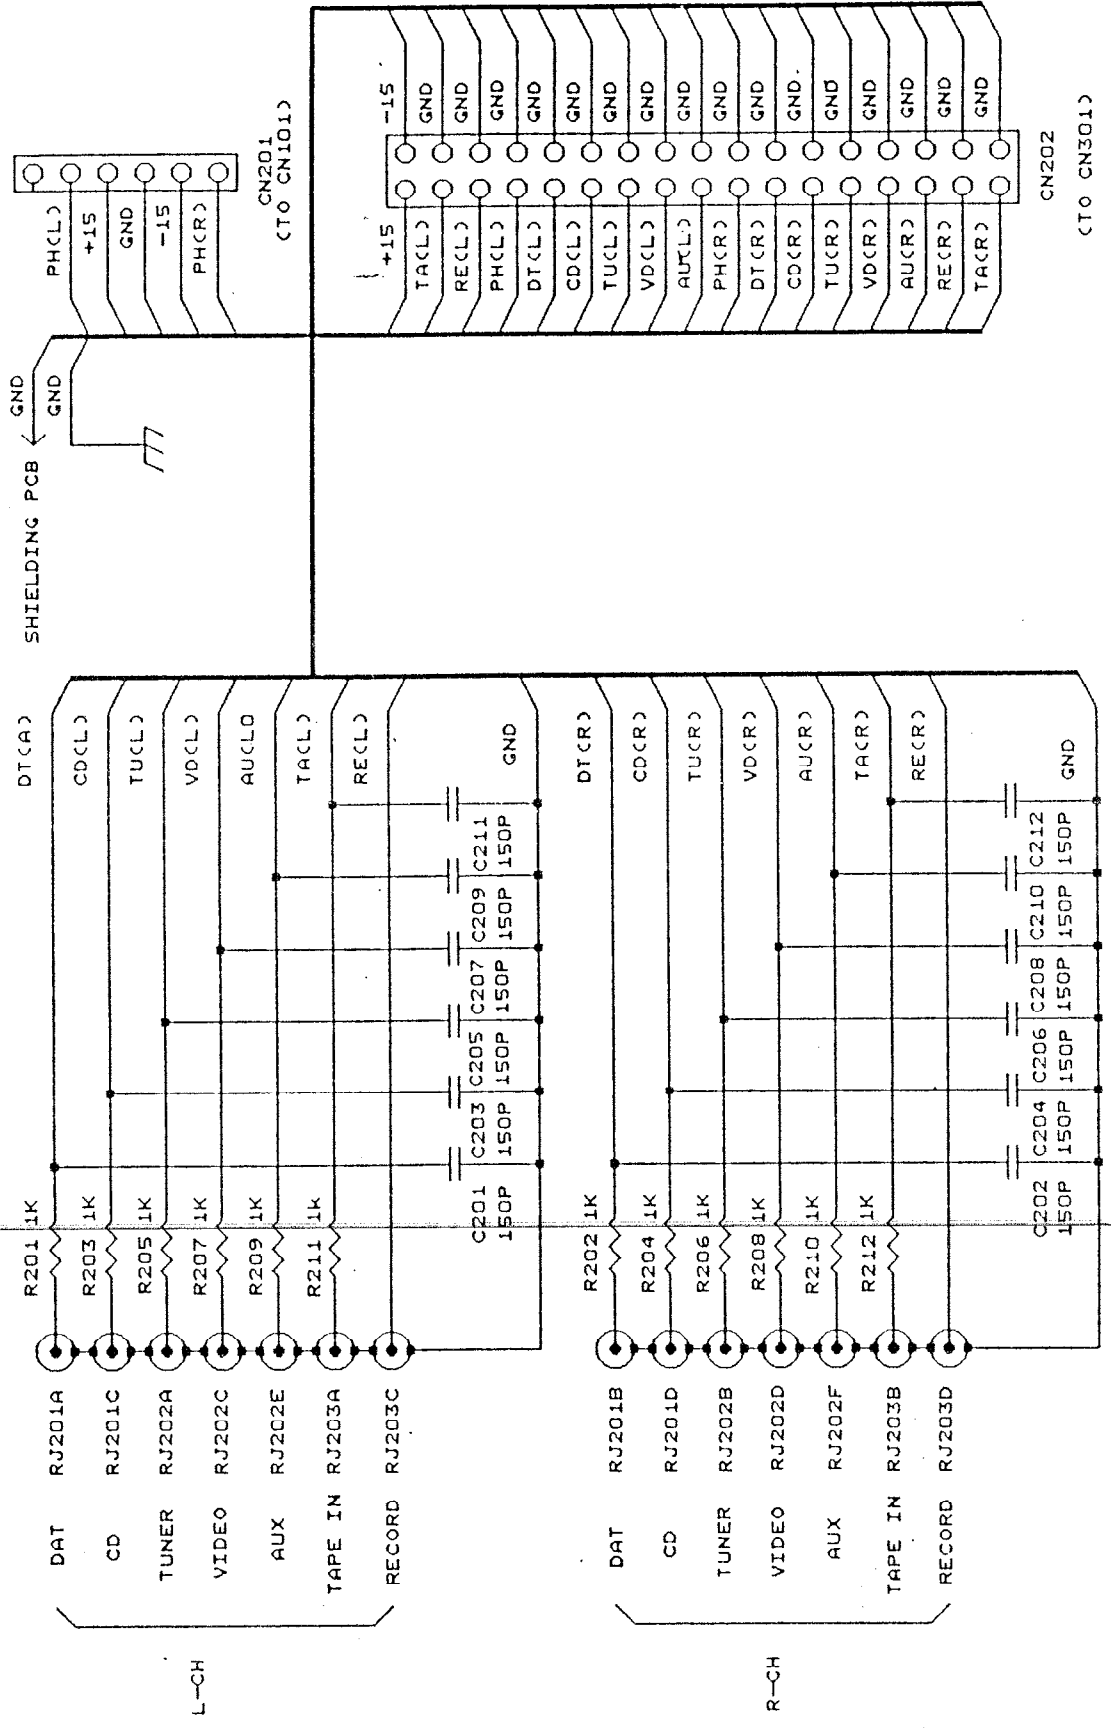 L-CH
DAT RJ201A R201 1K DT(A)
CD RJ201C R203 1K CD(L)
TUNER RJ202A R205 1K TU(L)
VIDEO RJ202C R207 1K VD(L)
AUX RJ202E R209 1K AU(LO
TAPE IN RJ203A R211 1K TA(L)
RECORD RJ203C RE(L)
C201 C203 C205 C207 C209 C211
150P 150P 150P 150P 150P 150P GND
R-CH
DAT RJ201B R202 1K DT(R)
CD RJ201D R204 1K CD(R)
TUNER RJ202B R206 1K TU(R)
VIDEO RJ202D R208 1K VD(R)
AUX RJ202F R210 1K AU(R)
TAPE IN RJ203B R212 1K TA(R)
RECORD RJ203D RE(R)
C202 C204 C206 C208 C210 C212
150P 150P 150P 150P 150P 150P GND
SHIELDING PCB
GND
GND
PH(L)
+15
GND
-15
PH(R)
CN201
(TO CN101)
+15 -15
TA(L) GND
RE(L) GND
PH(L) GND
DT(L) GND
CD(L) GND
TU(L) GND
VD(L) GND
AU(L) GND
PH(R) GND
DT(R) GND
CD(R) GND
TU(R) GND
VD(R) GND
AU(R) GND
RE(R) GND
TA(R) GND
CN202
(TO CN301)